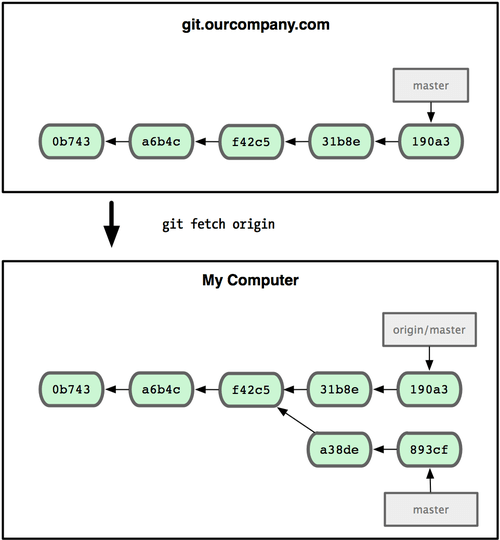 git.ourcompany.com
master
0b743 a6b4c f42c5 31b8e 190a3
git fetch origin
My Computer
origin/master
0b743 a6b4c f42c5 31b8e 190a3
a38de 893cf
master